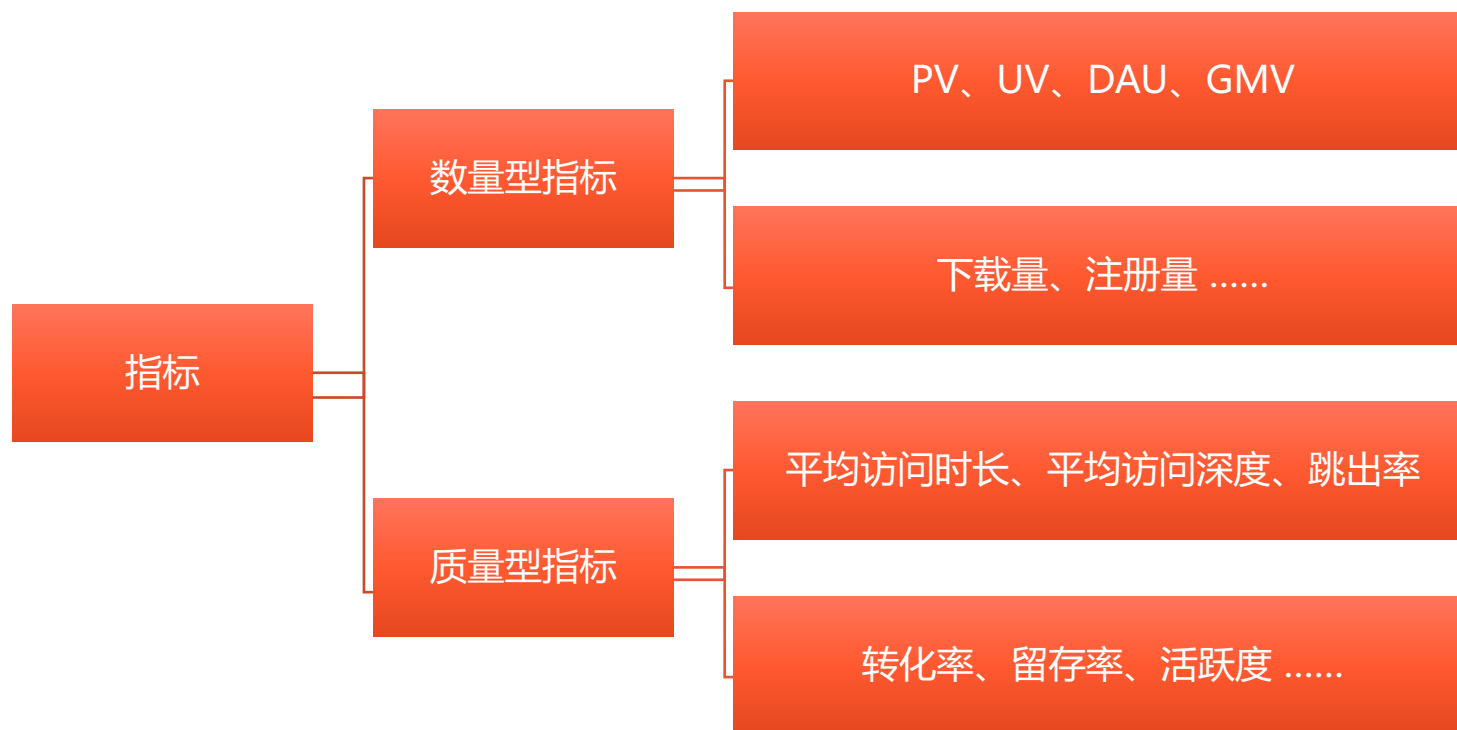 指标
数量型指标
PV、UV、DAU、GMV
下载量、注册量 ......
质量型指标
平均访问时长、平均访问深度、跳出率
转化率、留存率、活跃度 ......